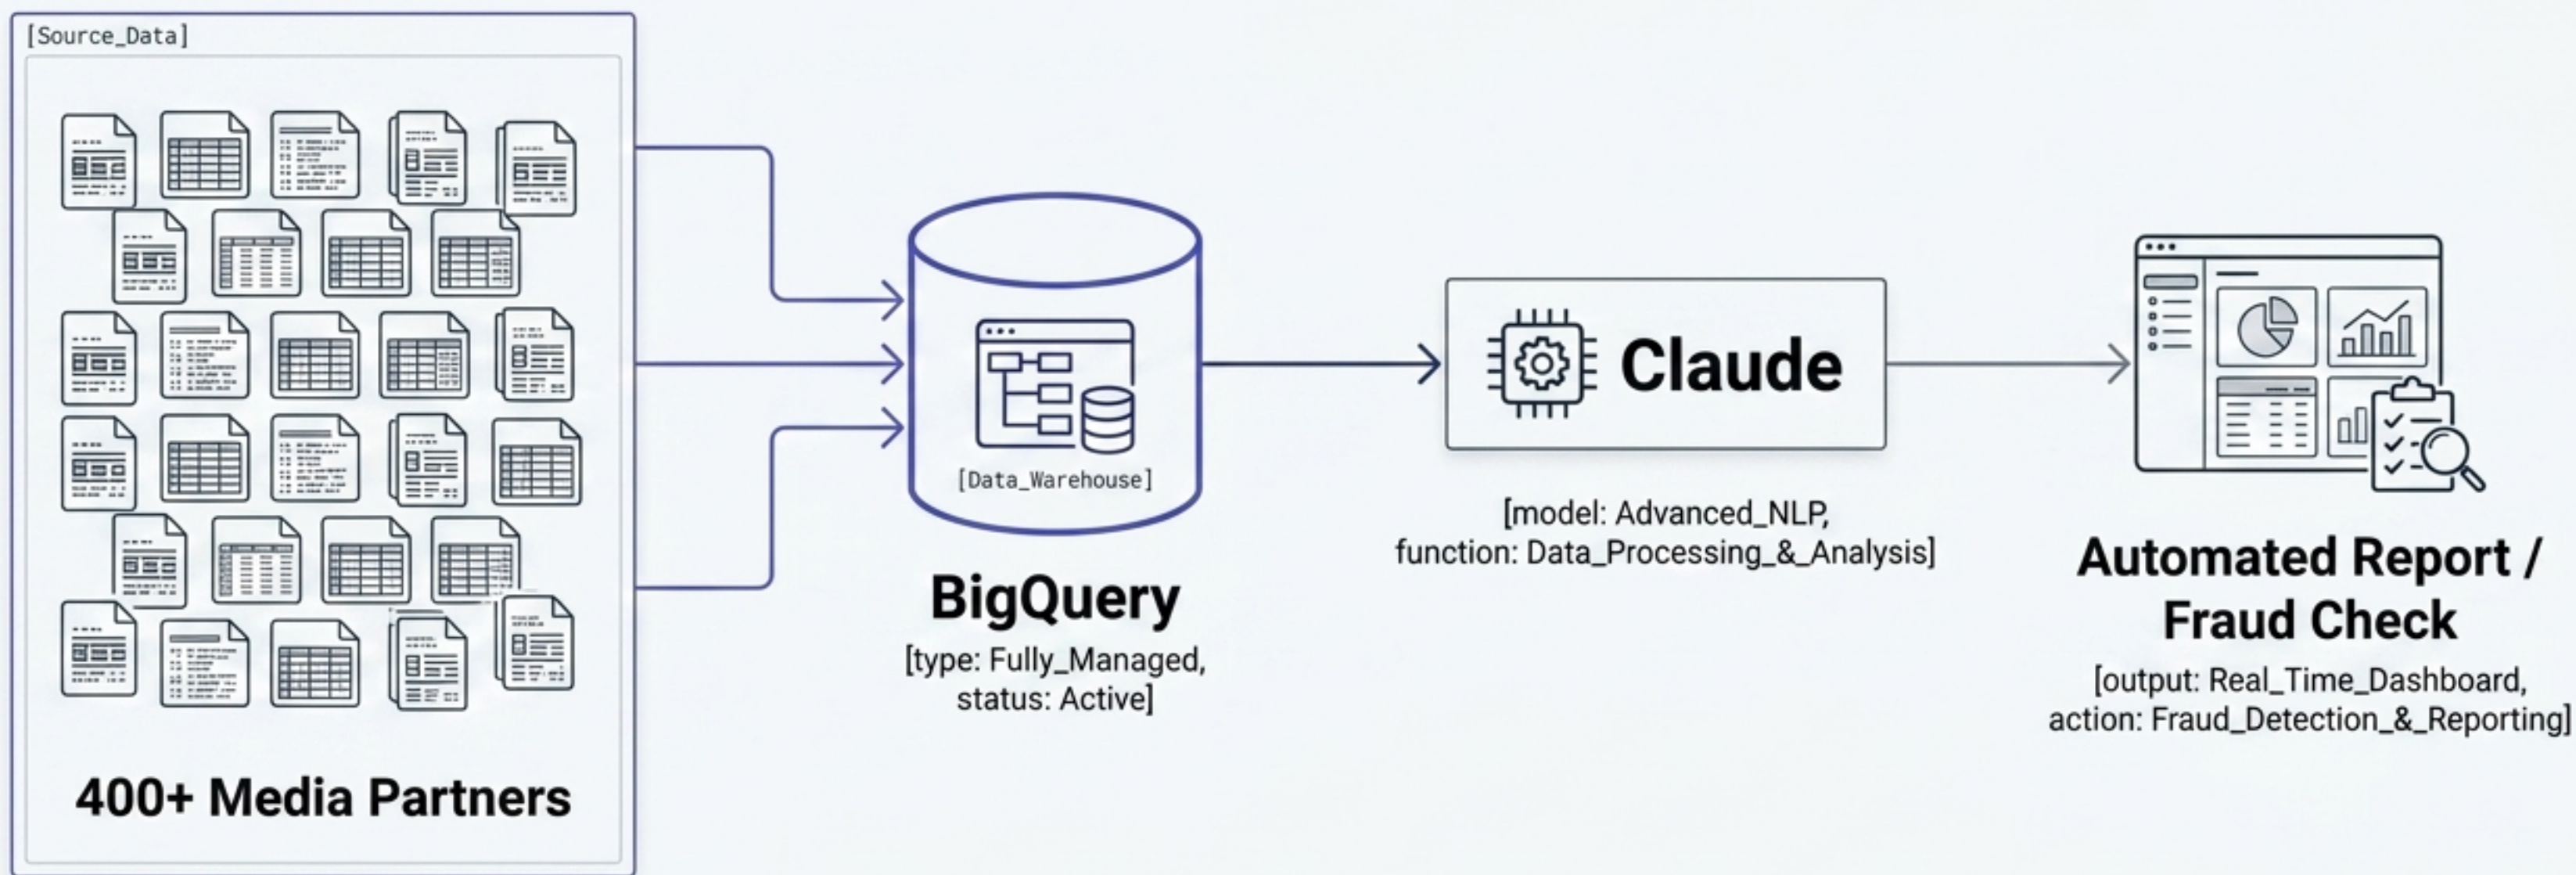 [Source_Data]
400+ Media Partners
[Data_Warehouse]
BigQuery
[type: Fully_Managed,
status: Active]
Claude
[model: Advanced_NLP,
function: Data_Processing_&_Analysis]
Automated Report /
Fraud Check
[output: Real_Time_Dashboard,
action: Fraud_Detection_&_Reporting]